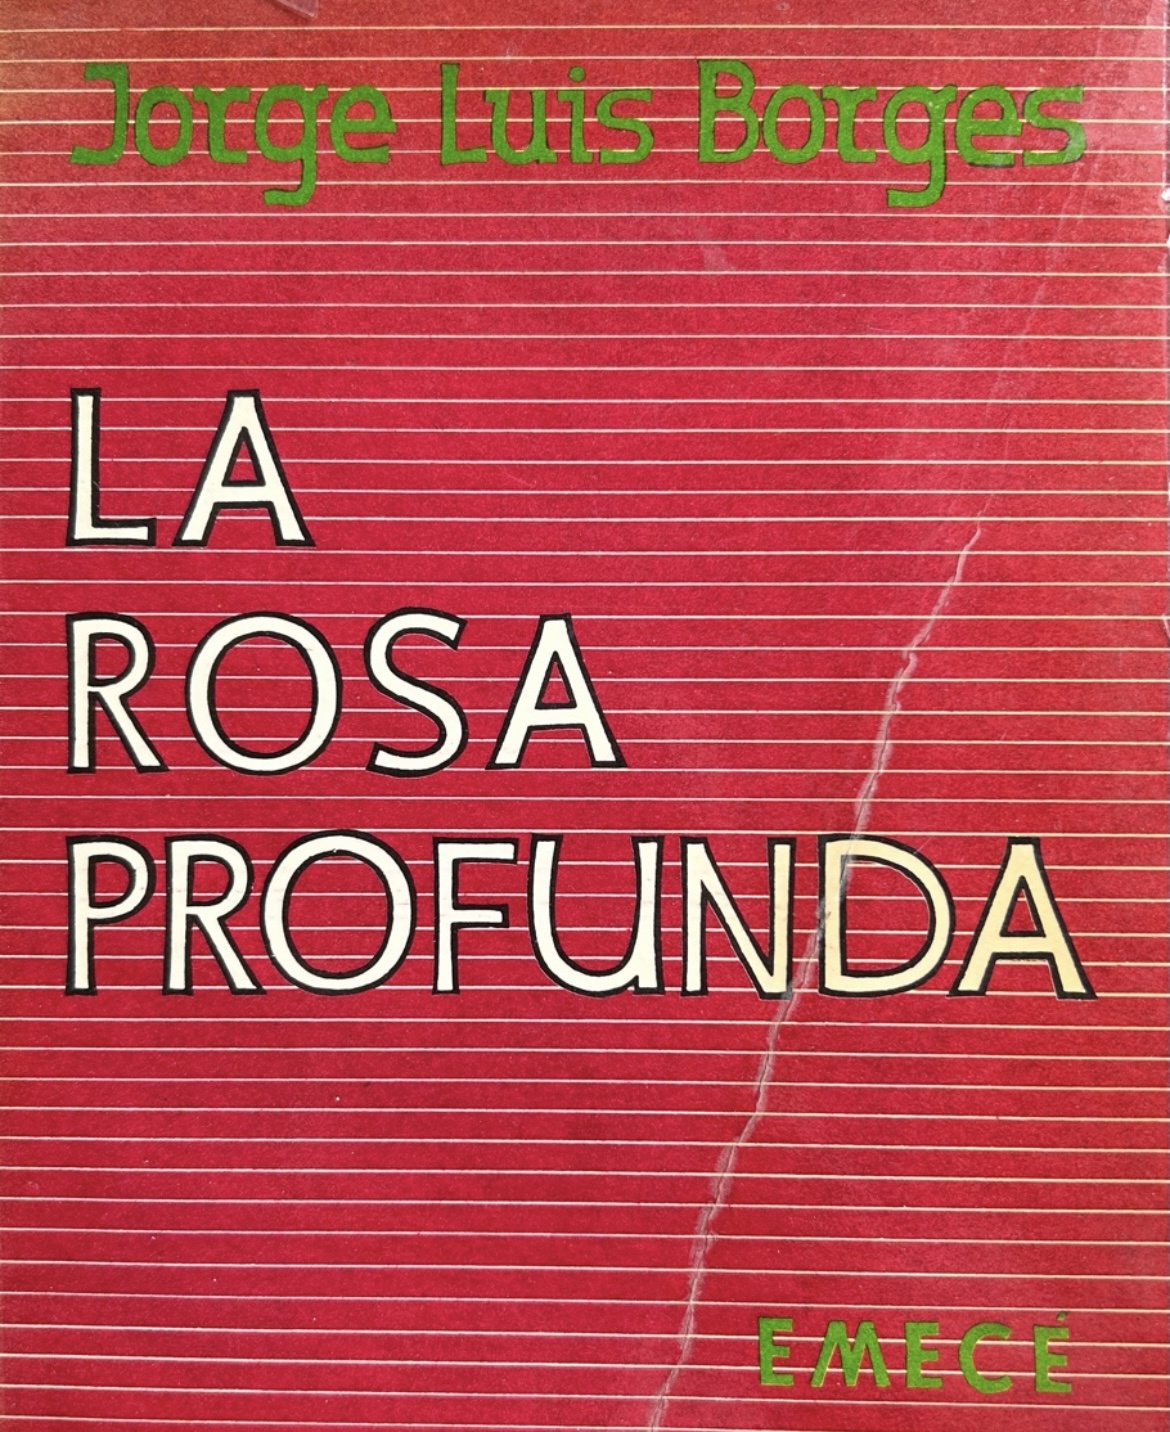 Jorge Luis Borges
LA
ROSA
PROFUNDA
EMECÉ